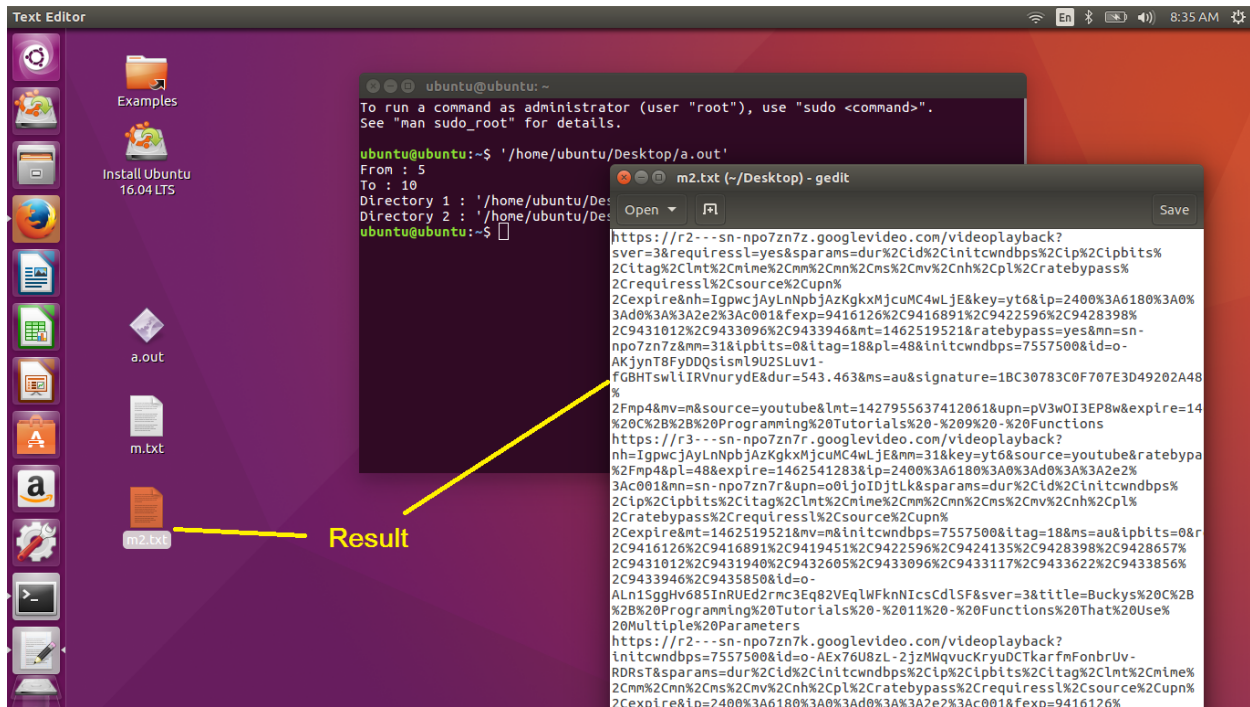 Text Editor
En
8:35 AM
Examples
Install Ubuntu
16.04 LTS
a.out
m.txt
m2.txt
ubuntu@ubuntu: ~
To run a command as administrator (user "root"), use "sudo <command>".
See "man sudo_root" for details.
ubuntu@ubuntu:~$ '/home/ubuntu/Desktop/a.out'
From : 5
To : 10
Directory 1 : '/home/ubuntu/Des
Directory 2 : '/home/ubuntu/Des
ubuntu@ubuntu:~$
Result
m2.txt (~/Desktop) - gedit
Open
Save
https://r2---sn-npo7zn7z.googlevideo.com/videoplayback?
sver=3&requiressl=yes&sparams=dur%2Cid%2Cinitcwndbps%2Cip%2Cipbits%
2Citag%2Clmt%2Cmime%2Cmm%2Cmn%2Cms%2Cmv%2Cnh%2Cpl%2Cratebypass%
2Crequiressl%2Csource%2Cupn%
2Cexpire&nh=IgpwcjAyLnNpbjAzKgkxMjcuMC4wLjE&key=yt6&ip=2400%3A6180%3A0%
3Ad0%3A%3A2e2%3Ac001&fexp=9416126%2C9416891%2C9422596%2C9428398%
2C9431012%2C9433096%2C9433946&mt=1462519521&ratebypass=yes&mn=sn-
npo7zn7z&mm=31&ipbits=0&itag=18&pl=48&initcwndbps=7557500&id=o-
AKjynT8FyDDQsisml9U2SLuv1-
fGBHTswliIRVnurydE&dur=543.463&ms=au&signature=1BC30783C0F707E3D49202A48
%
2Fmp4&mv=m&source=youtube&lmt=1427955637412061&upn=pV3wOI3EP8w&expire=14
%20C%2B%2B%20Programming%20Tutorials%20-%209%20-%20Functions
https://r3---sn-npo7zn7r.googlevideo.com/videoplayback?
nh=IgpwcjAyLnNpbjAzKgkxMjcuMC4wLjE&mm=31&key=yt6&source=youtube&ratebypa
%2Fmp4&pl=48&expire=1462541283&ip=2400%3A6180%3A0%3Ad0%3A%3A2e2%
3Ac001&mn=sn-npo7zn7r&upn=o0ijoIDjtLk&sparams=dur%2Cid%2Cinitcwndbps%
2Cip%2Cipbits%2Citag%2Clmt%2Cmime%2Cmm%2Cmn%2Cms%2Cmv%2Cnh%2Cpl%
2Cratebypass%2Crequiressl%2Csource%2Cupn%
2Cexpire&mt=1462519521&mv=m&initcwndbps=7557500&itag=18&ms=au&ipbits=0&r
2C9416126%2C9416891%2C9419451%2C9422596%2C9424135%2C9428398%2C9428657%
2C9431012%2C9431940%2C9432605%2C9433096%2C9433117%2C9433622%2C9433856%
2C9433946%2C9435850&id=o-
ALn1SggHv685InRUEd2rmc3Eq82VEqlWFknNIcsCdlSF&sver=3&title=Buckys%20C%2B
%2B%20Programming%20Tutorials%20-%2011%20-%20Functions%20That%20Use%
20Multiple%20Parameters
https://r2---sn-npo7zn7k.googlevideo.com/videoplayback?
initcwndbps=7557500&id=o-AEx76U8zL-2jzMWqvucKryuDCTkarfmFonbrUv-
RDRsT&sparams=dur%2Cid%2Cinitcwndbps%2Cip%2Cipbits%2Citag%2Clmt%2Cmime%
2Cmm%2Cmn%2Cms%2Cmv%2Cnh%2Cpl%2Cratebypass%2Crequiressl%2Csource%2Cupn%
2Cexpire&ip=2400%3A6180%3A0%3Ad0%3A%3A2e2%3Ac001&fexp=9416126%